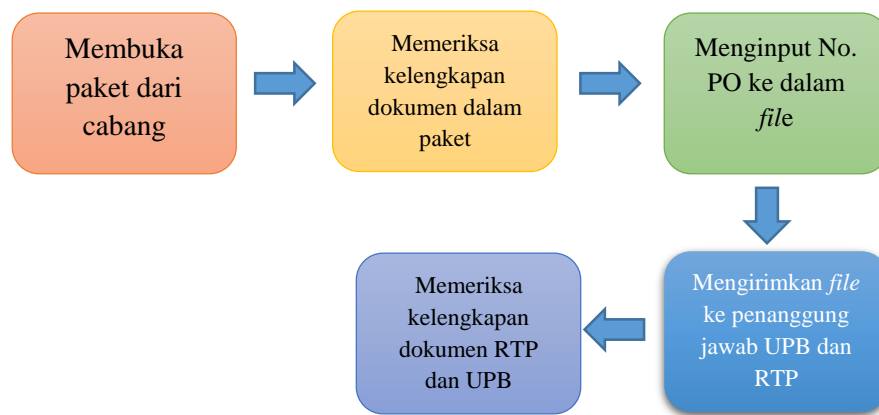 Membuka
paket dari
cabang
Memeriksa
kelengkapan
dokumen dalam
paket
Menginput No.
PO ke dalam
file
Mengirimkan file
ke penanggung
jawab UPB dan
RTP
Memeriksa
kelengkapan
dokumen RTP
dan UPB